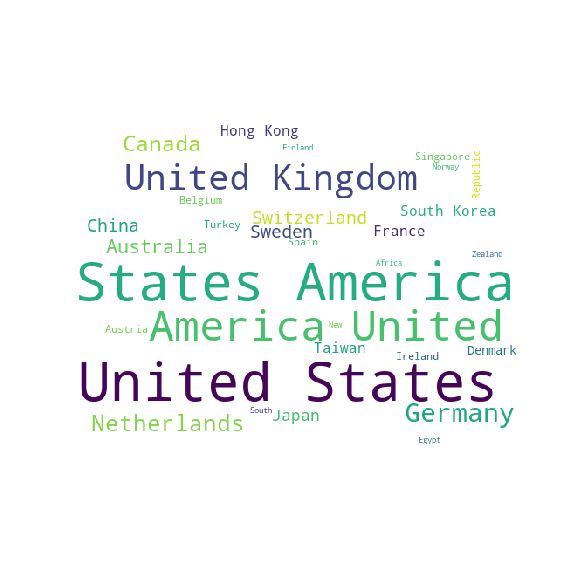 Hong Kong
Canada
Finland
Singapore
Norway
Republic
United Kingdom
Belgium
South Korea
Switzerland
China
Turkey
Sweden
France
Spain
Australia
Zealand
Africa
States America
America United
New
Austria
Taiwan
Ireland
Denmark
United States
South
Japan
Germany
Netherlands
Egypt